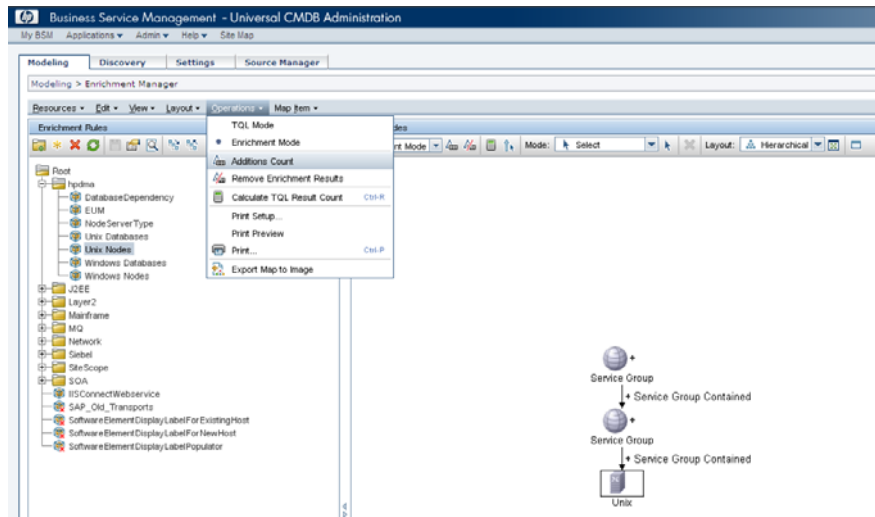 hp Business Service Management - Universal CMDB Administration
My BSM Applications Admin Help Site Map
Modeling Discovery Settings Source Manager
Modeling > Enrichment Manager
Resources Edit View Layout Operations Map Item
Enrichment Rules
Mode: Select Layout: Hierarchical
TQL Mode
Enrichment Mode
Additions Count
Remove Enrichment Results
Calculate TQL Result Count Ctrl-R
Print Setup...
Print Preview
Print... Ctrl-P
Export Map to Image
Root
hpdma
DatabaseDependency
EUM
NodeServerType
Unix Databases
Unix Nodes
Windows Databases
Windows Nodes
J2EE
Layer2
Mainframe
MQ
Network
Siebel
SiteScope
SOA
IISConnectWebservice
SAP_Old_Transports
SoftwareElementDisplayLabelForExistingHost
SoftwareElementDisplayLabelForNewHost
SoftwareElementDisplayLabelPopulator
+
Service Group
+ Service Group Contained
+
Service Group
+ Service Group Contained
Unix